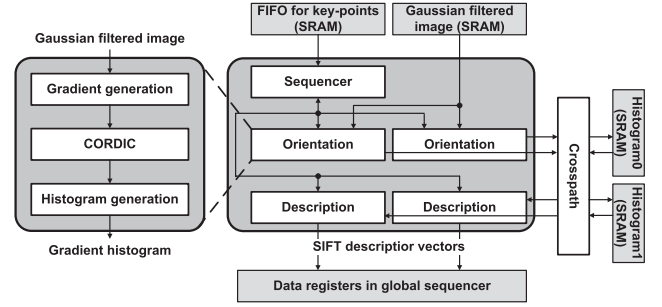 FIFO for key-points
(SRAM)
Gaussian filtered
image (SRAM)
Gaussian filtered image
Gradient generation
CORDIC
Histogram generation
Gradient histogram
Sequencer
Orientation
Orientation
Description
Description
SIFT descriptior vectors
Data registers in global sequencer
Crosspath
Histogram0
(SRAM)
Histogram1
(SRAM)